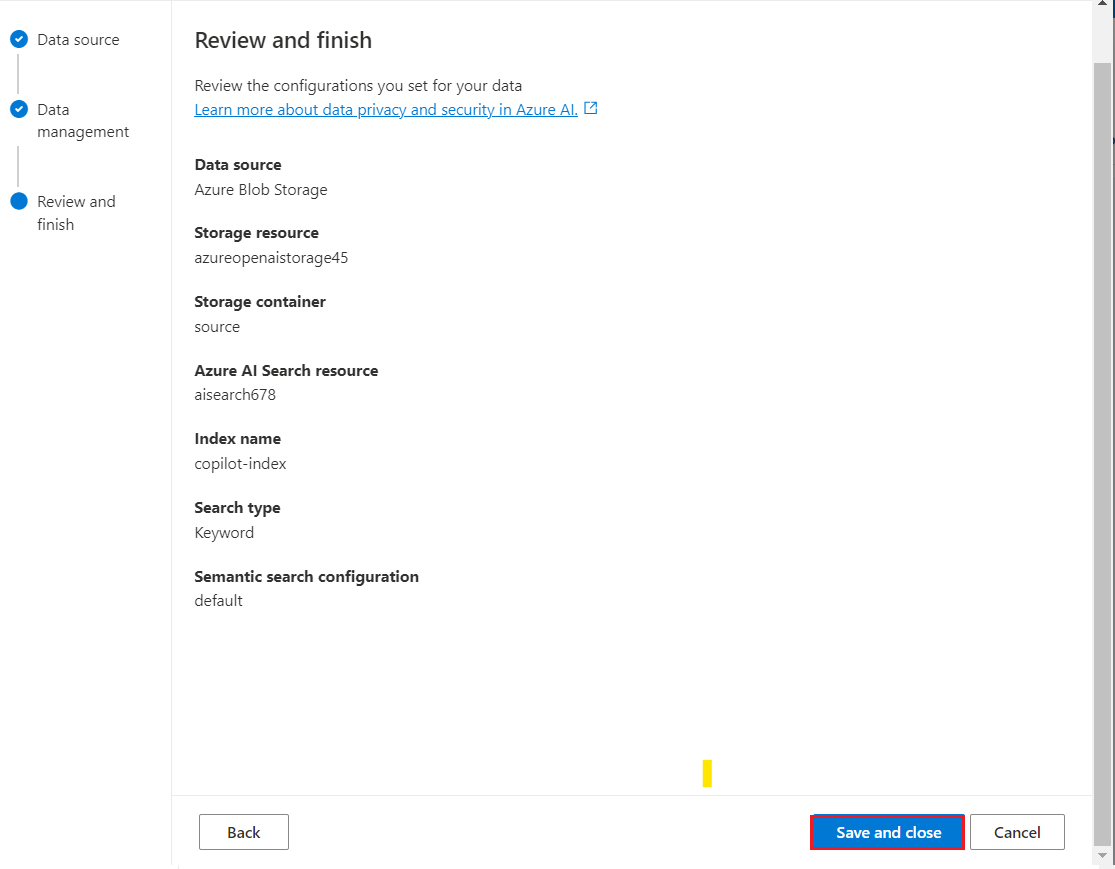 Data source
Data
management
Review and
finish
Review and finish
Review the configurations you set for your data
Learn more about data privacy and security in Azure AI.
Data source
Azure Blob Storage
Storage resource
azureopenaistorage45
Storage container
source
Azure AI Search resource
aisearch678
Index name
copilot-index
Search type
Keyword
Semantic search configuration
default
Back
Save and close
Cancel